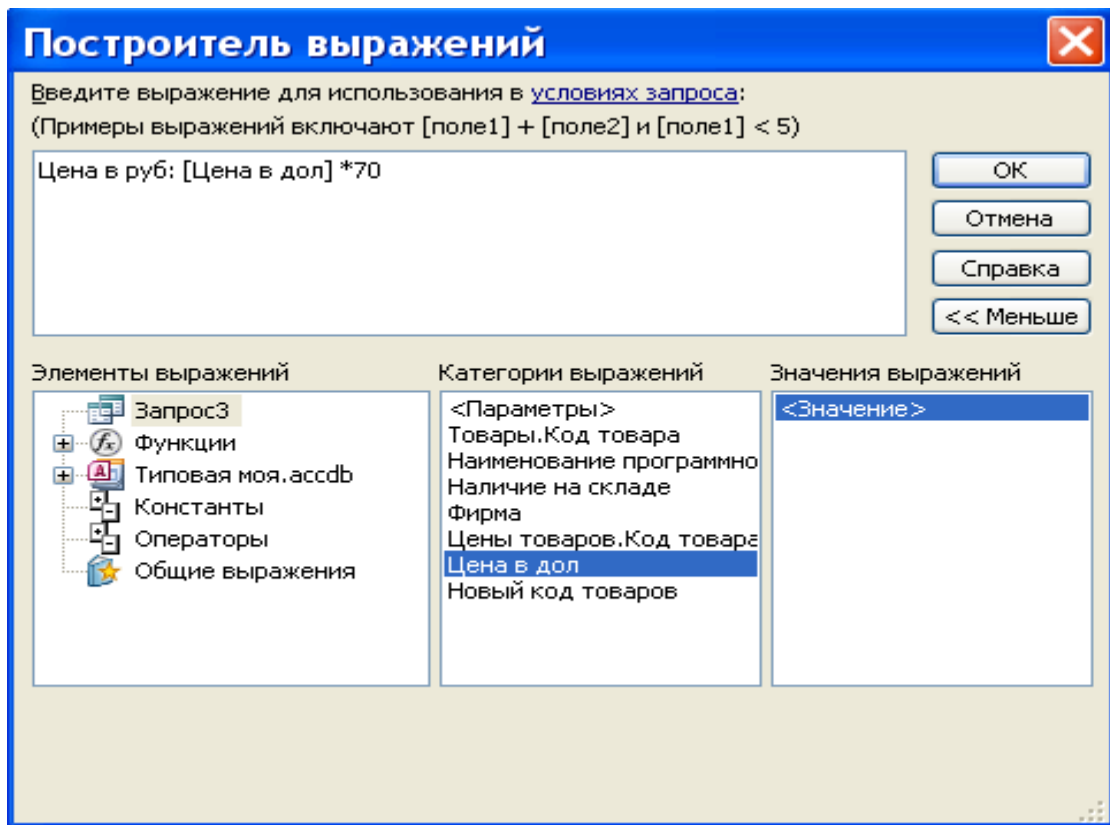 Построитель выражений
Введите выражение для использования в условиях запроса:
(Примеры выражений включают [поле1] + [поле2] и [поле1] < 5)
Цена в руб: [Цена в дол] *70
ОК
Отмена
Справка
<< Меньше
Элементы выражений
Запрос3
Функции
Типовая моя.accdb
Константы
Операторы
Общие выражения
Категории выражений
<Параметры>
Товары.Код товара
Наименование программно
Наличие на складе
Фирма
Цены товаров.Код товара
Цена в дол
Новый код товаров
Значения выражений
<Значение>